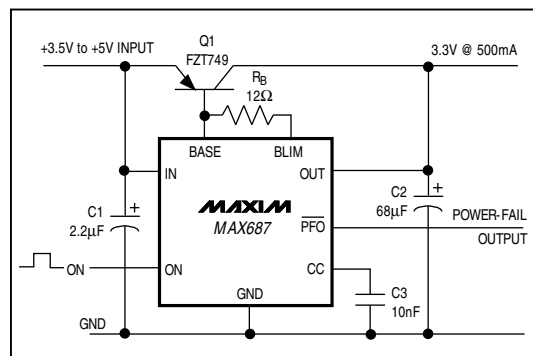 Q1
FZT749
+3.5V to +5V INPUT
3.3V @ 500mA
RB
12Ω
BASE
BLIM
IN
OUT
C1
2.2µF
+
MAXIM
MAX687
C2
68µF
+
PFO
POWER-FAIL
OUTPUT
ON
ON
CC
GND
C3
10nF
GND